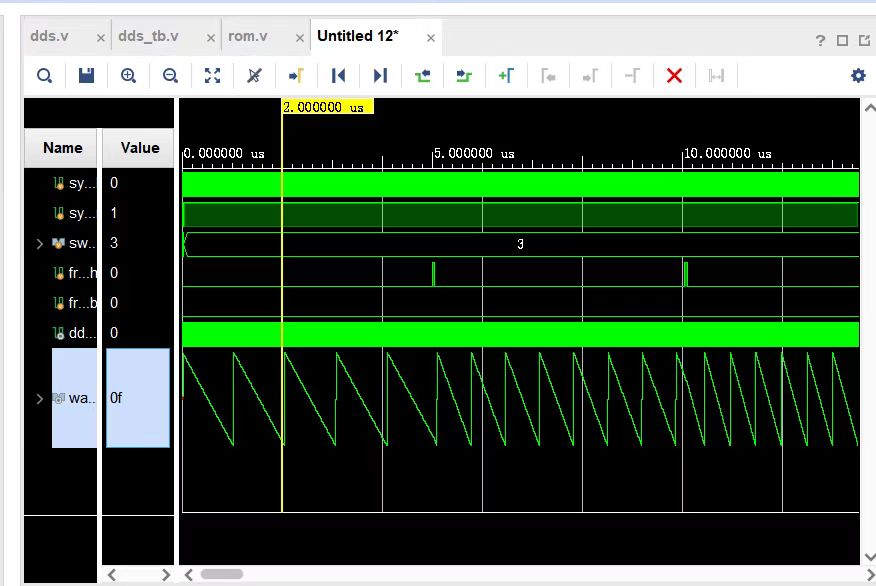 dds.v × dds_tb.v × rom.v × Untitled 12* ×
?
2.000000 us
Name Value
0.000000 us 5.000000 us 10.000000 us
sy... 0
sy... 1
sw... 3 3
fr...h 0
fr...b 0
dd... 0
wa... 0f